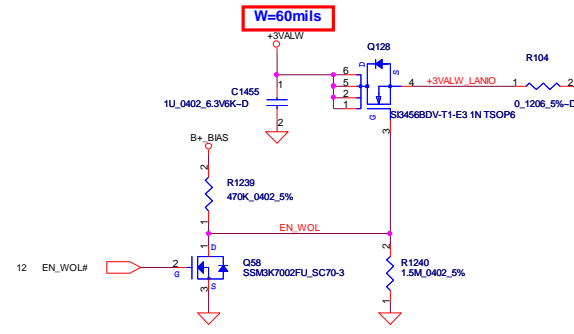 W=60mils
+3VALW
Q128
R104
D
S
6
5
2
1
4
+3VALW_LANIO
1
2
C1455
1
1U_0402_6.3V6K~D
2
G
SI3456BDV-T1-E3 1N TSOP6
0_1206_5%~D
3
B+_BIAS
2
R1239
470K_0402_5%
1
EN_WOL
1
D
Q58
SSM3K7002FU_SC70-3
2
R1240
1.5M_0402_5%
12 EN_WOL#
2
G
3
S
1